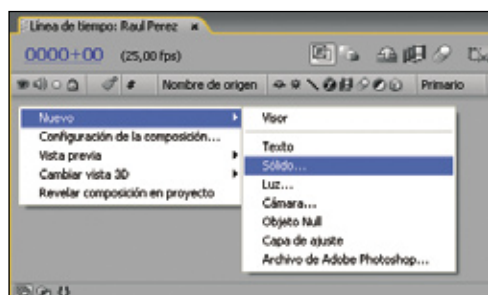 Línea de tiempo: Raul Perez
0000+00 (25,00 fps)
# Nombre de origen Primario
Nuevo
Configuración de la composición...
Vista previa
Cambiar vista 3D
Revelar composición en proyecto
Visor
Texto
Sólido...
Luz...
Cámara...
Objeto Null
Capa de ajuste
Archivo de Adobe Photoshop...